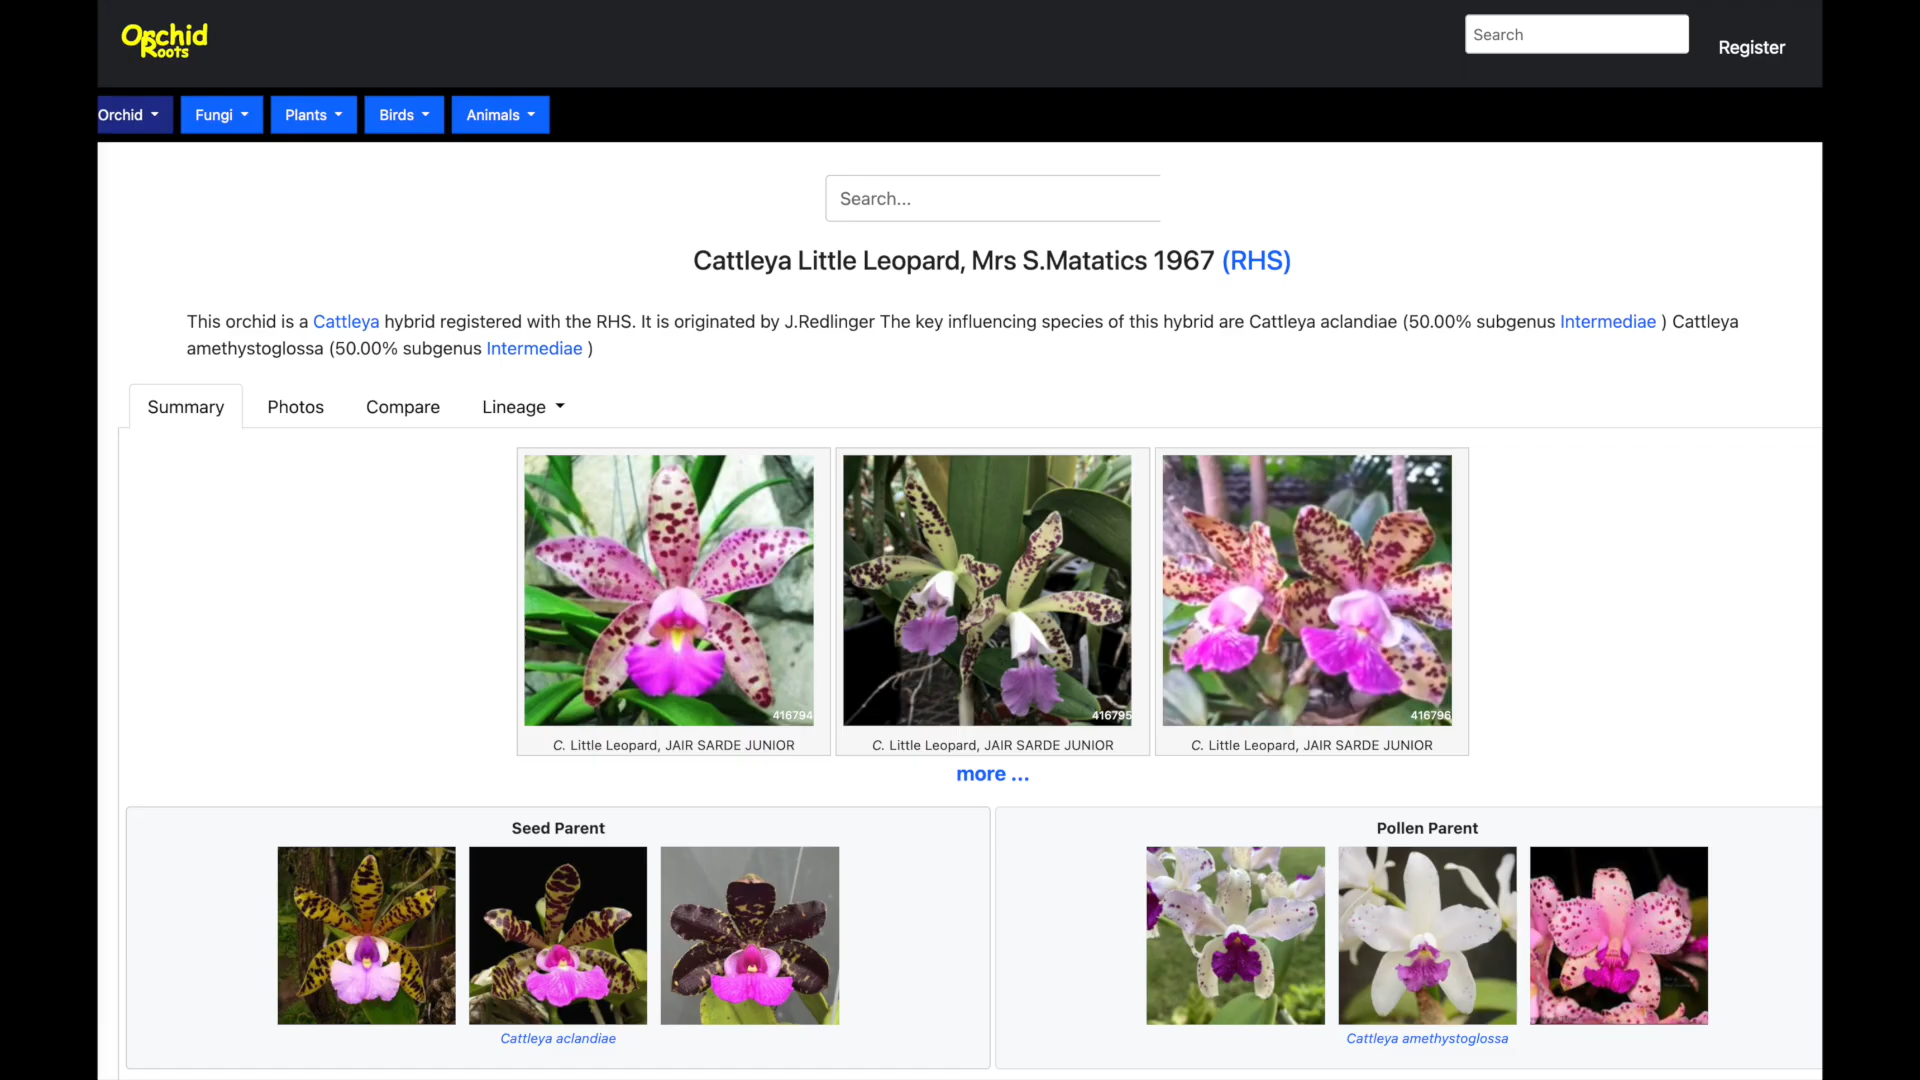 Orchid
Roots
Search
Register
Orchid
Fungi
Plants
Birds
Animals
Search...
Cattleya Little Leopard, Mrs S.Matatics 1967 (RHS)
This orchid is a Cattleya hybrid registered with the RHS. It is originated by J.Redlinger The key influencing species of this hybrid are Cattleya aclandiae (50.00% subgenus Intermediae ) Cattleya
amethystoglossa (50.00% subgenus Intermediae )
Summary
Photos
Compare
Lineage
416794
416795
416796
C. Little Leopard, JAIR SARDE JUNIOR
C. Little Leopard, JAIR SARDE JUNIOR
C. Little Leopard, JAIR SARDE JUNIOR
more ...
Seed Parent
Pollen Parent
Cattleya aclandiae
Cattleya amethystoglossa